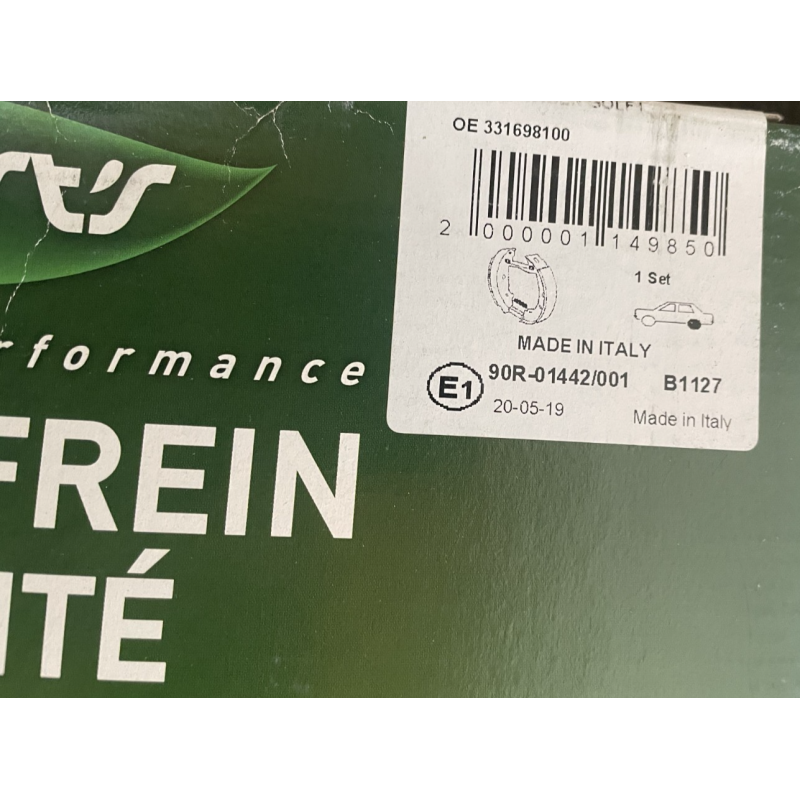 OE 331698100
2 000001 149850
1 Set
MADE IN ITALY
E1 90R-01442/001 B1127
20-05-19 Made in Italy
st's
rformance
FREIN
ITÉ